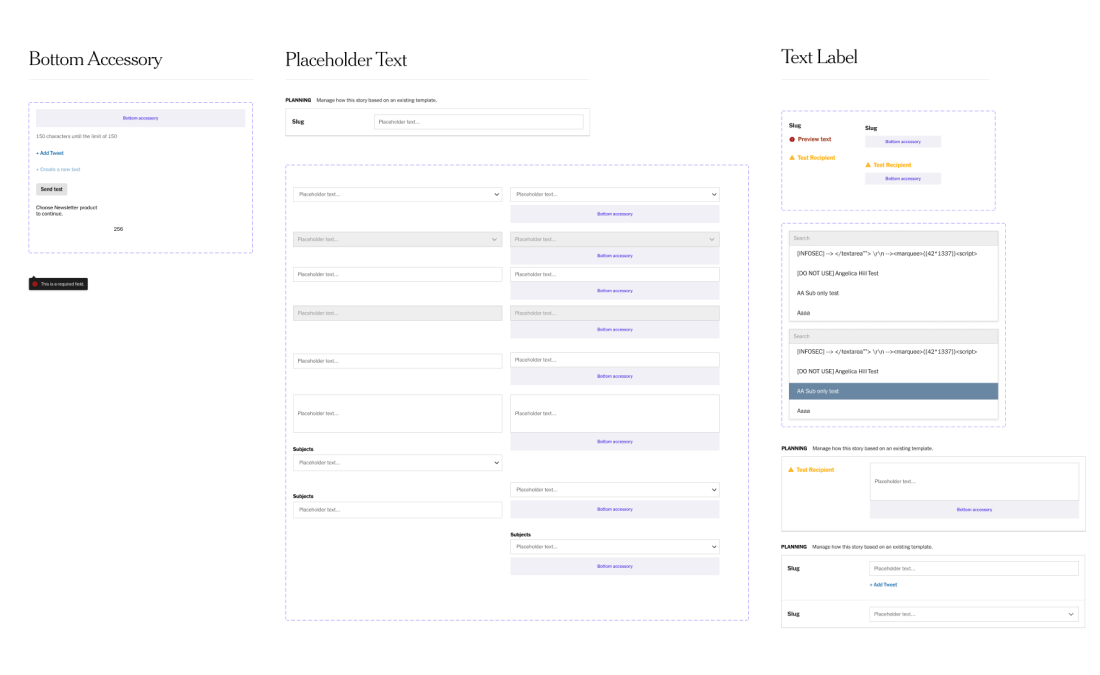 Bottom Accessory
Bottom accessory
150 characters until the limit of 150
+ Add Tweet
+ Create a new text
Send test
Choose Newsletter product
to continue.
256
This is a required field
Placeholder Text
PLANNING Manage how this story based on an existing template.
Slug Placeholder text...
Placeholder text... Placeholder text...
Bottom accessory
Placeholder text... Placeholder text...
Bottom accessory
Placeholder text... Placeholder text...
Bottom accessory
Placeholder text... Placeholder text...
Bottom accessory
Placeholder text... Placeholder text...
Bottom accessory
Placeholder text... Placeholder text...
Bottom accessory
Subjects
Placeholder text...
Placeholder text...
Subjects
Placeholder text... Bottom accessory
Subjects
Placeholder text...
Bottom accessory
Text Label
Slug
Preview text
Test Recipient
Slug
Bottom accessory
Test Recipient
Bottom accessory
Search
[INFOSEC] --> </textarea""> \r\n --><marquee>{{42*1337}}<script>
[DO NOT USE] Angelica Hill Test
AA Sub only test
Aaaa
Search
[INFOSEC] --> </textarea""> \r\n --><marquee>{{42*1337}}<script>
[DO NOT USE] Angelica Hill Test
AA Sub only test
Aaaa
PLANNING Manage how this story based on an existing template.
Test Recipient
Placeholder text...
Bottom accessory
PLANNING Manage how this story based on an existing template.
Slug Placeholder text...
+ Add Tweet
Slug Placeholder text...